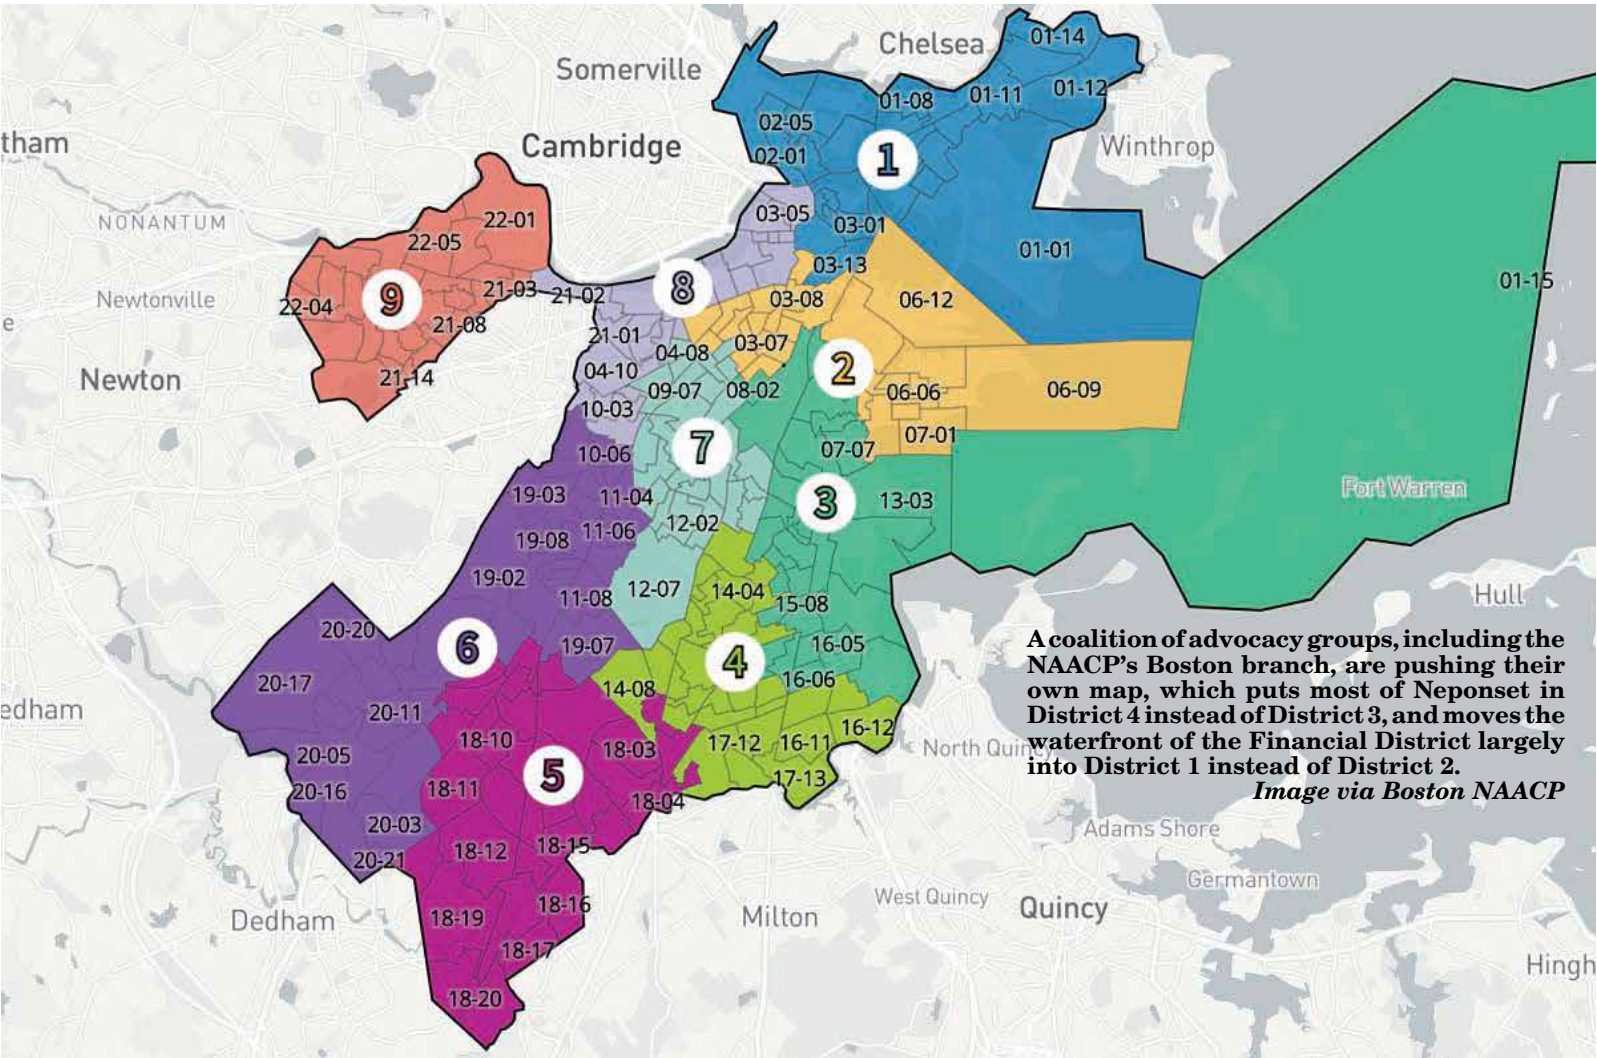 Chelsea
01-14
Somerville
01-08
01-11
01-12
02-05
tham
Cambridge
02-01
1
Winthrop
NONANTUM
22-01
03-05
22-05
03-01
01-01
03-13
Newtonville
22-04
9
21-03
21-02
8
03-08
06-12
01-15
e
21-08
21-01
03-07
04-08
2
Newton
21-14
04-10
09-07
08-02
06-06
06-09
10-03
07-01
10-06
7
07-07
19-03
11-04
3
13-03
Fort Warren
19-08
11-06
12-02
19-02
11-08
12-07
14-04
15-08
Hull
20-20
6
19-07
4
16-05
20-17
14-08
16-06
edham
20-11
16-12
18-10
18-03
17-12
16-11
North Quincy
20-05
5
17-13
20-16
18-11
18-04
20-03
20-21
18-12
18-15
18-19
18-16
18-17
18-20
A coalition of advocacy groups, including the
NAACP's Boston branch, are pushing their
own map, which puts most of Neponset in
District 4 instead of District 3, and moves the
waterfront of the Financial District largely
into District 1 instead of District 2.
Image via Boston NAACP
Adams Shore
Germantown
Dedham
Milton
West Quincy
Quincy
Hingh